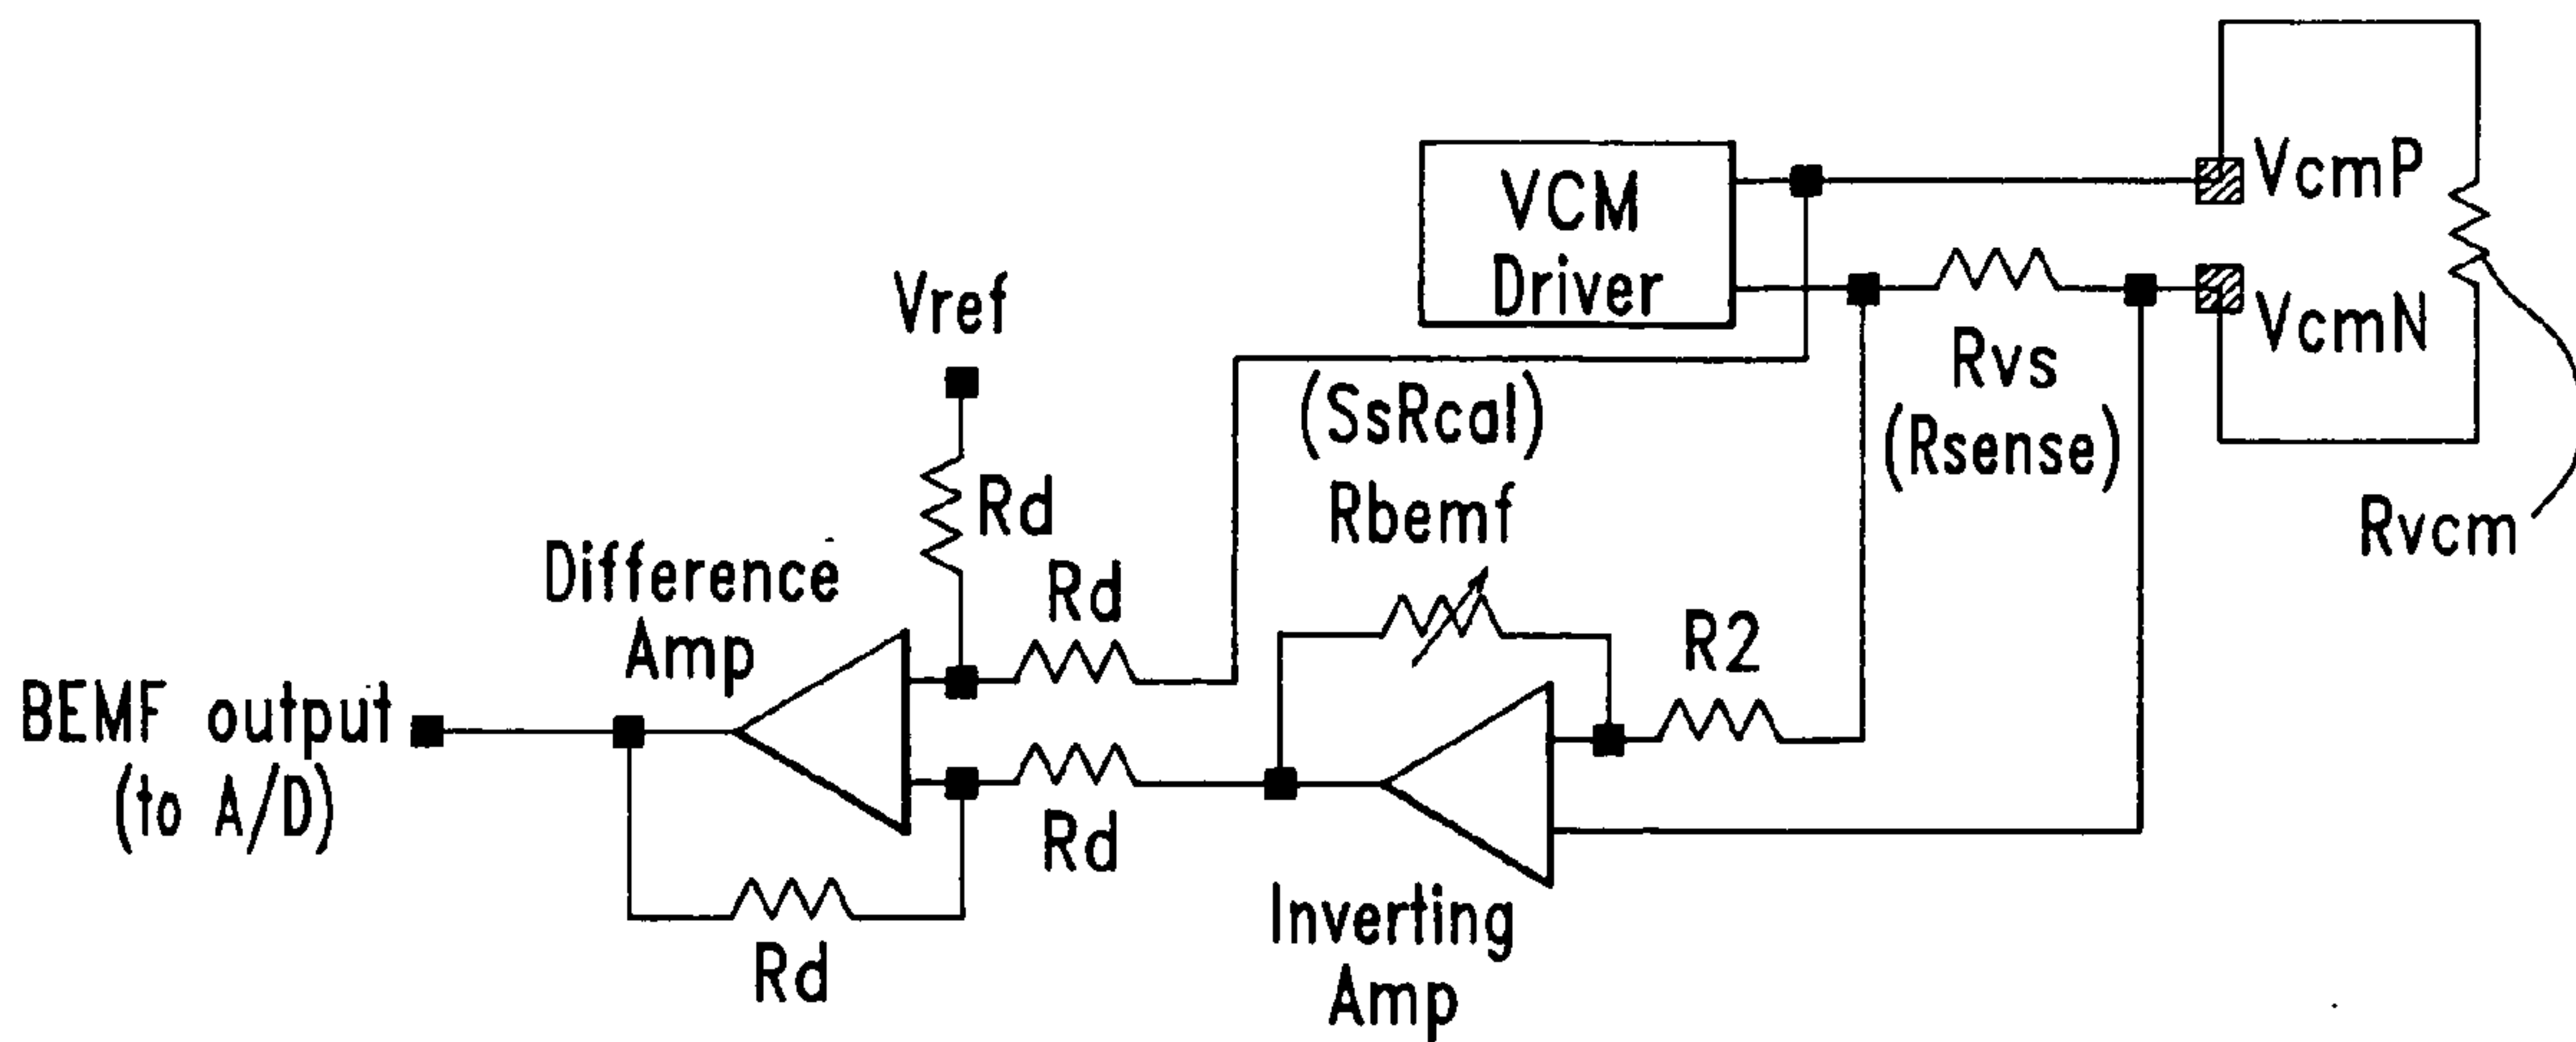 VcmP
VCM
Driver
Vref
VcmN
Rvs
(Rsense)
(SsRcal)
Rbemf
Rd
Rvcm
Difference
Amp
Rd
R2
BEMF output
(to A/D)
Rd
Inverting
Amp
Rd